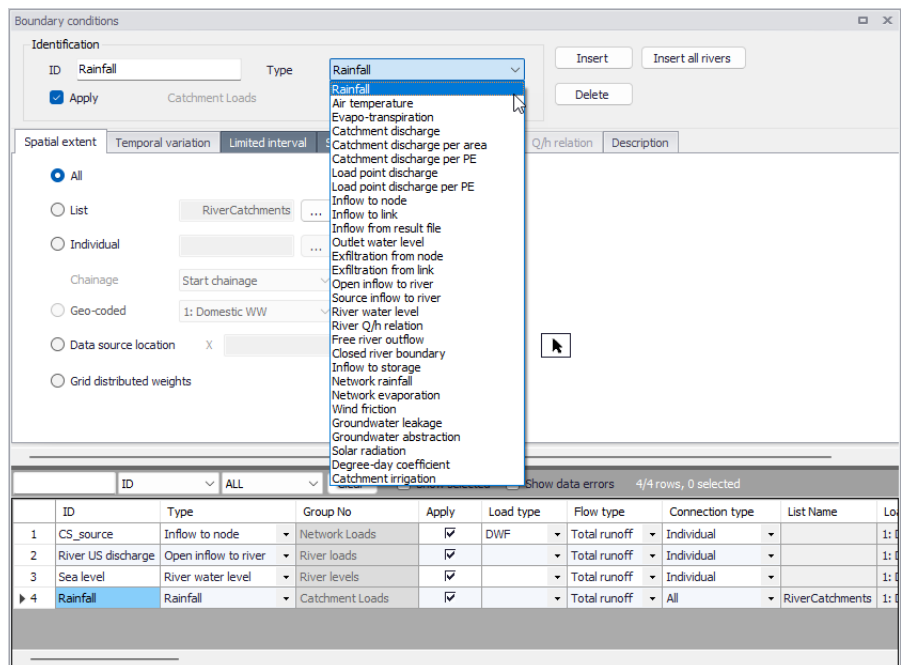 Boundary conditions
Identification
ID Rainfall Type Rainfall Insert Insert all rivers
Apply Catchment Loads Delete
Rainfall
Air temperature
Evapo-transpiration
Catchment discharge
Catchment discharge per area
Catchment discharge per PE
Load point discharge
Load point discharge per PE
Inflow to node
Inflow to link
Inflow from result file
Outlet water level
Exfiltration from node
Exfiltration from link
Open inflow to river
Source inflow to river
River water level
River Q/h relation
Free river outflow
Closed river boundary
Inflow to storage
Network rainfall
Network evaporation
Wind friction
Groundwater leakage
Groundwater abstraction
Solar radiation
Degree-day coefficient
Catchment irrigation
Spatial extent Temporal variation Limited interval Q/h relation Description
All
List RiverCatchments ...
Individual ...
Chainage Start chainage
Geo-coded 1: Domestic WW
Data source location X
Grid distributed weights
ID ALL Clear Show selected Show data errors 4/4 rows, 0 selected
ID Type Group No Apply Load type Flow type Connection type List Name
1 CS_source Inflow to node Network Loads DWF Total runoff Individual 1:
2 River US discharge Open inflow to river River loads Total runoff Individual 1:
3 Sea level River water level River levels Total runoff Individual 1:
4 Rainfall Rainfall Catchment Loads Total runoff All RiverCatchments 1: